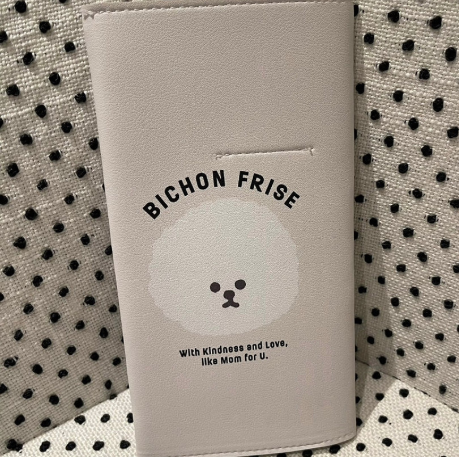 BICHON FRISE
With Kindness and Love,
like Mom for U.